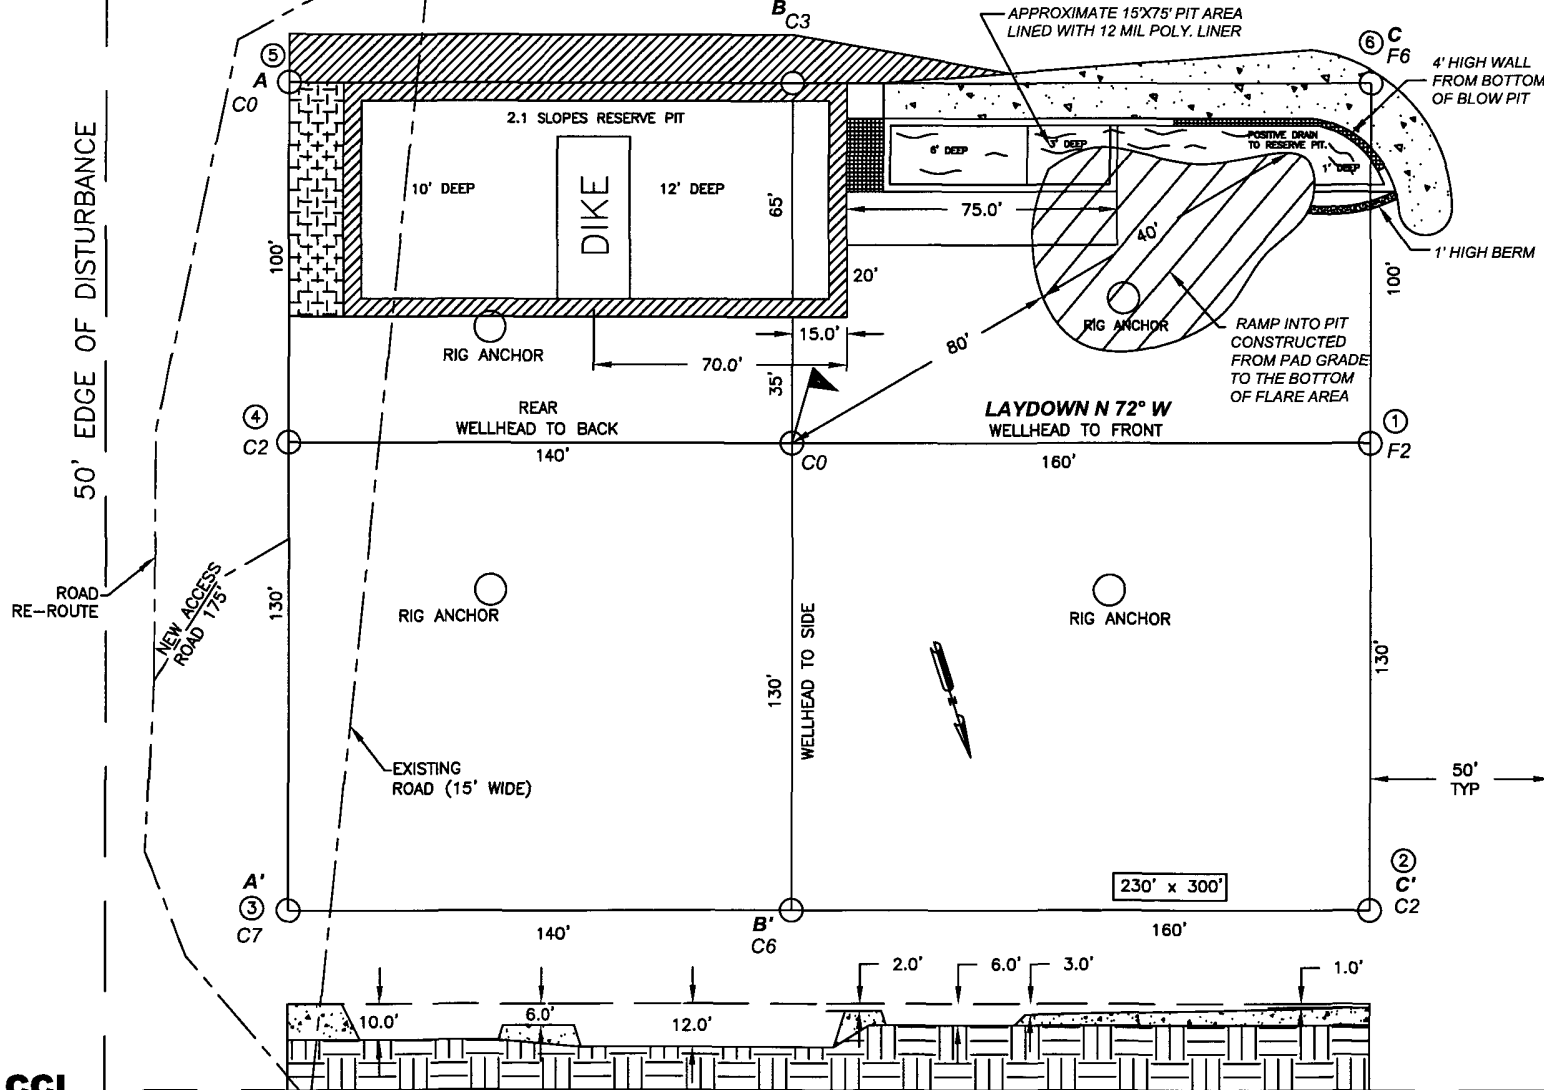 B
C3
APPROXIMATE 15'X75' PIT AREA
LINED WITH 12 MIL POLY. LINER
6
C
F6
4' HIGH WALL
FROM BOTTOM
OF BLOW PIT
5
A
C0
2.1 SLOPES RESERVE PIT
10' DEEP
DIKE
12' DEEP
65'
6' DEEP
3' DEEP
POSITIVE DRAIN
TO RESERVE PIT.
1' DEEP
75.0'
40'
1' HIGH BERM
50' EDGE OF DISTURBANCE
100'
20'
100'
RIG ANCHOR
15.0'
RIG ANCHOR
80'
RAMP INTO PIT
CONSTRUCTED
FROM PAD GRADE
TO THE BOTTOM
OF FLARE AREA
70.0'
35'
4
C2
REAR
WELLHEAD TO BACK
140'
C0
LAYDOWN N 72° W
WELLHEAD TO FRONT
160'
1
F2
ROAD
RE-ROUTE
NEW ACCESS
ROAD 175'
130'
RIG ANCHOR
130'
WELLHEAD TO SIDE
RIG ANCHOR
130'
EXISTING
ROAD (15' WIDE)
50'
TYP
A'
3
C7
140'
B'
C6
230' x 300'
160'
2
C'
C2
10.0'
6.0'
12.0'
2.0'
6.0'
3.0'
1.0'